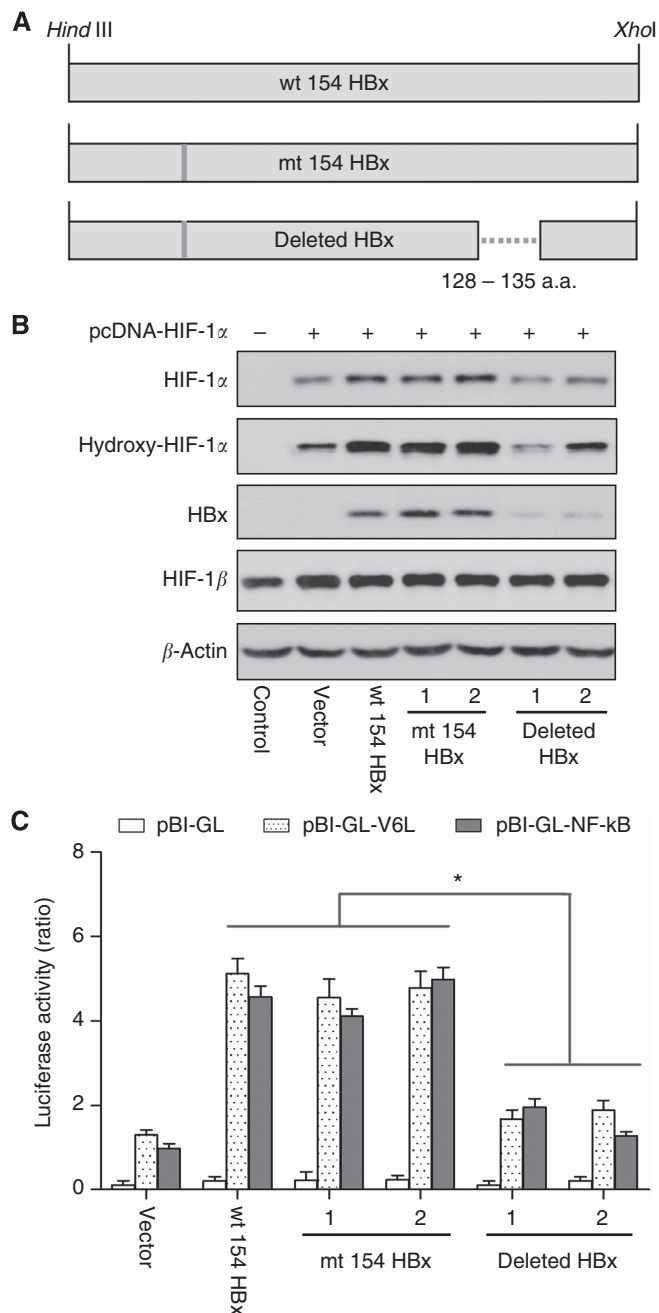 A
Hind III
XhoI
wt 154 HBx
mt 154 HBx
Deleted HBx
128 – 135 a.a.
B
pcDNA-HIF-1α – + + + + + +
HIF-1α
Hydroxy-HIF-1α
HBx
HIF-1β
β-Actin
Control
Vector
wt 154 HBx
1 2
mt 154
HBx
1 2
Deleted
HBx
C
pBI-GL pBI-GL-V6L pBI-GL-NF-kB
Luciferase activity (ratio)
8
6
4
2
0
*
Vector
wt 154 HBx
1 2
mt 154 HBx
1 2
Deleted HBx